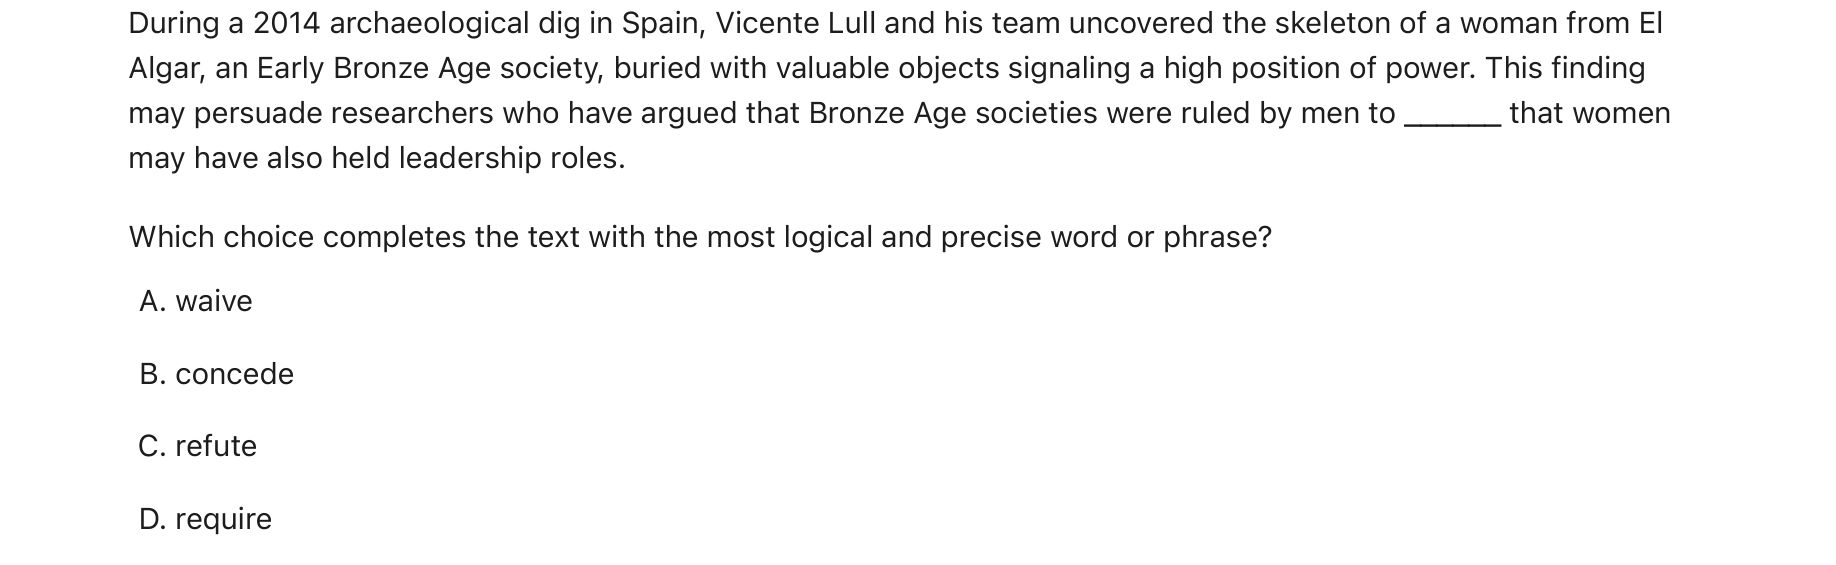 During a 2014 archaeological dig in Spain, Vicente Lull and his team uncovered the skeleton of a woman from El
Algar, an Early Bronze Age society, buried with valuable objects signaling a high position of power. This finding
may persuade researchers who have argued that Bronze Age societies were ruled by men to ______ that women
may have also held leadership roles.
Which choice completes the text with the most logical and precise word or phrase?
A. waive
B. concede
C. refute
D. require